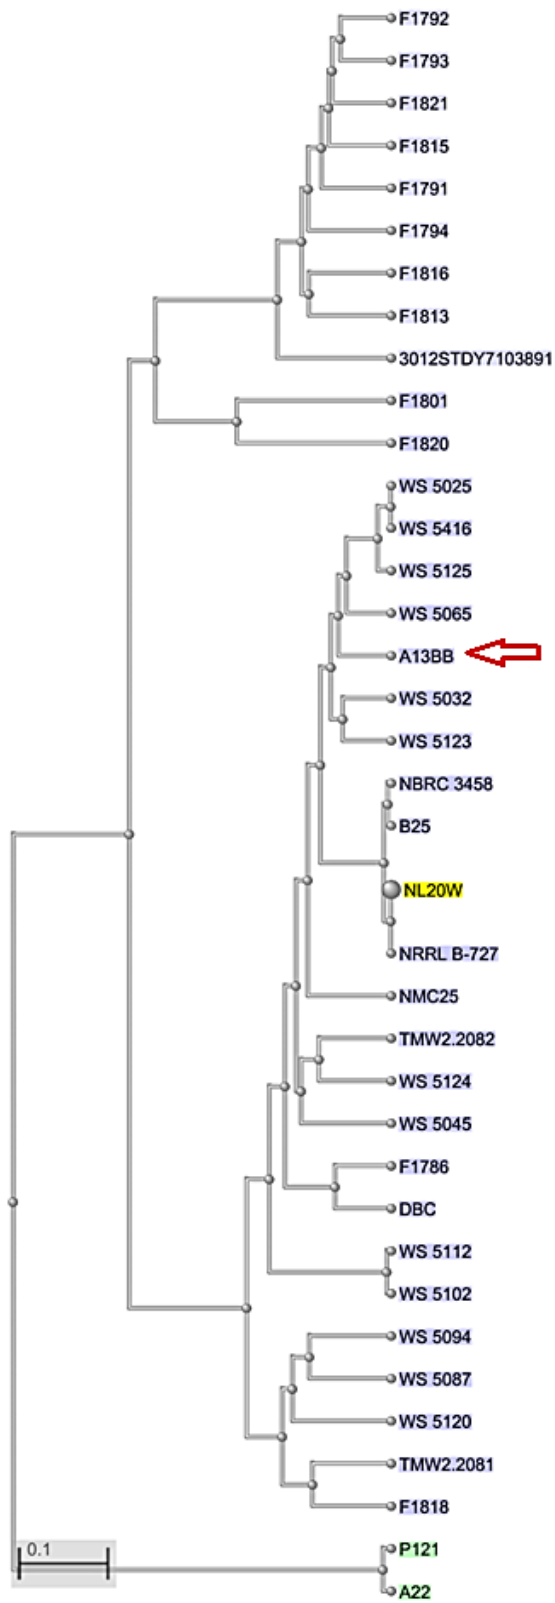 F1792
F1793
F1821
F1815
F1791
F1794
F1816
F1813
3012STDY7103891
F1801
F1820
WS 5025
WS 5416
WS 5125
WS 5065
A13BB
WS 5032
WS 5123
NBRC 3458
B25
NL20W
NRRL B-727
NMC25
TMW2.2082
WS 5124
WS 5045
F1786
DBC
WS 5112
WS 5102
WS 5094
WS 5087
WS 5120
TMW2.2081
F1818
0.1
P121
A22